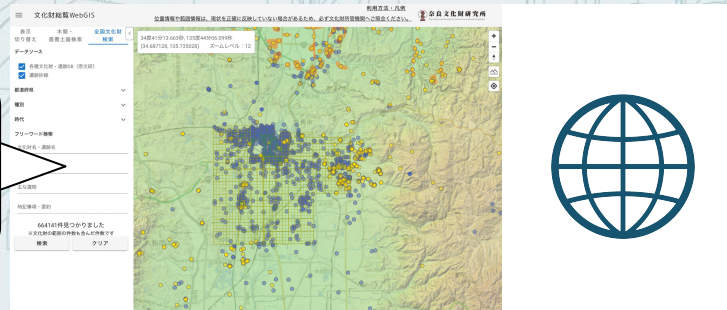 文化財総覧WebGIS
利用方法・凡例
位置情報や範囲情報は、現状を正確に反映していない場合があるため、必ず文化財所管機関へご照会ください。
奈良文化財研究所
表示
切り替え
木簡・
墨書土器検索
全国文化財
検索
34度41分13.663秒, 135度44分06.099秒
[34.687128, 135.735028] ズームレベル:12
データソース
各種文化財・遺跡DB(奈文研)
遺跡抄録
都道府県
種別
時代
フリーワード検索
文化財名・遺跡名
主な遺物
特記事項・要約
664141件見つかりました
※文化財の範囲の件数も含んだ件数です
検索
クリア